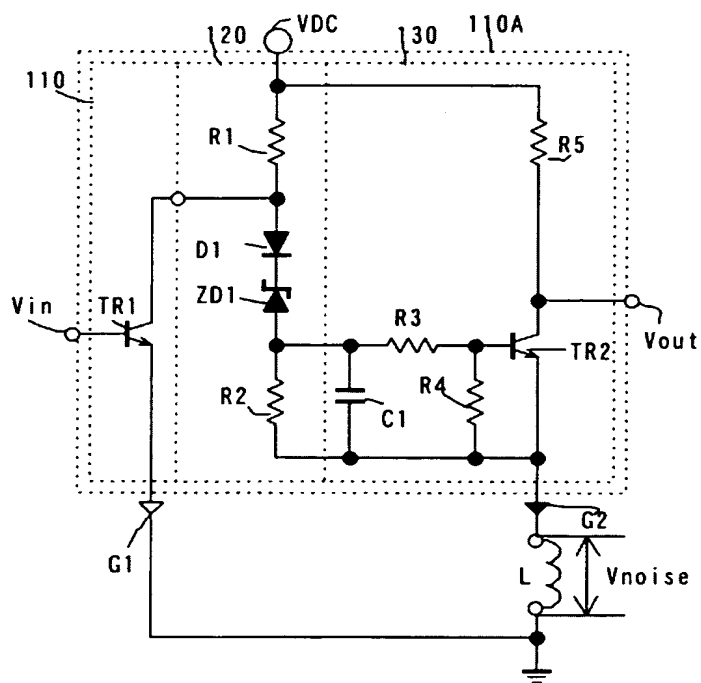 VDC
120
130
110A
110
R1
R5
D1
ZD1
Vin
TR1
R3
Vout
TR2
R2
C1
R4
G1
G2
L
Vnoise